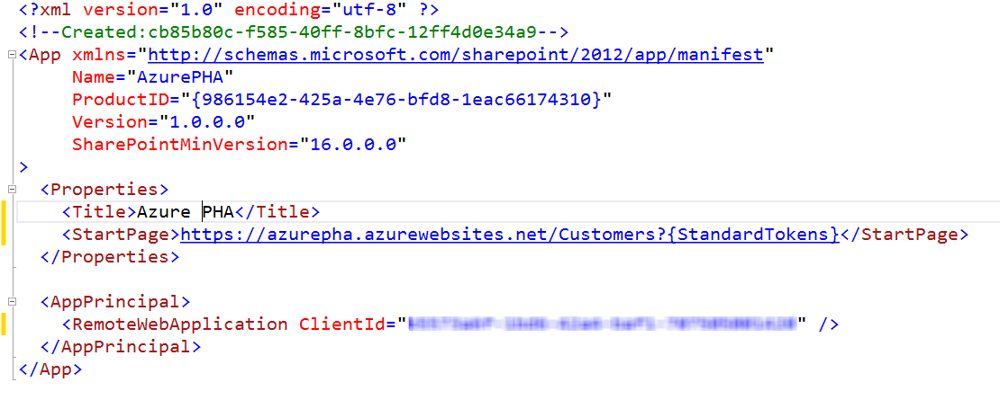 <?xml version="1.0" encoding="utf-8" ?>
<!--Created:cb85b80c-f585-40ff-8bfc-12ff4d0e34a9-->
<App xmlns="http://schemas.microsoft.com/sharepoint/2012/app/manifest"
Name="AzurePHA"
ProductID="{986154e2-425a-4e76-bfd8-1eac66174310}"
Version="1.0.0.0"
SharePointMinVersion="16.0.0.0"
>
<Properties>
<Title>Azure PHA</Title>
<StartPage>https://azurepha.azurewebsites.net/Customers?{StandardTokens}</StartPage>
</Properties>
<AppPrincipal>
<RemoteWebApplication ClientId="" />
</AppPrincipal>
</App>